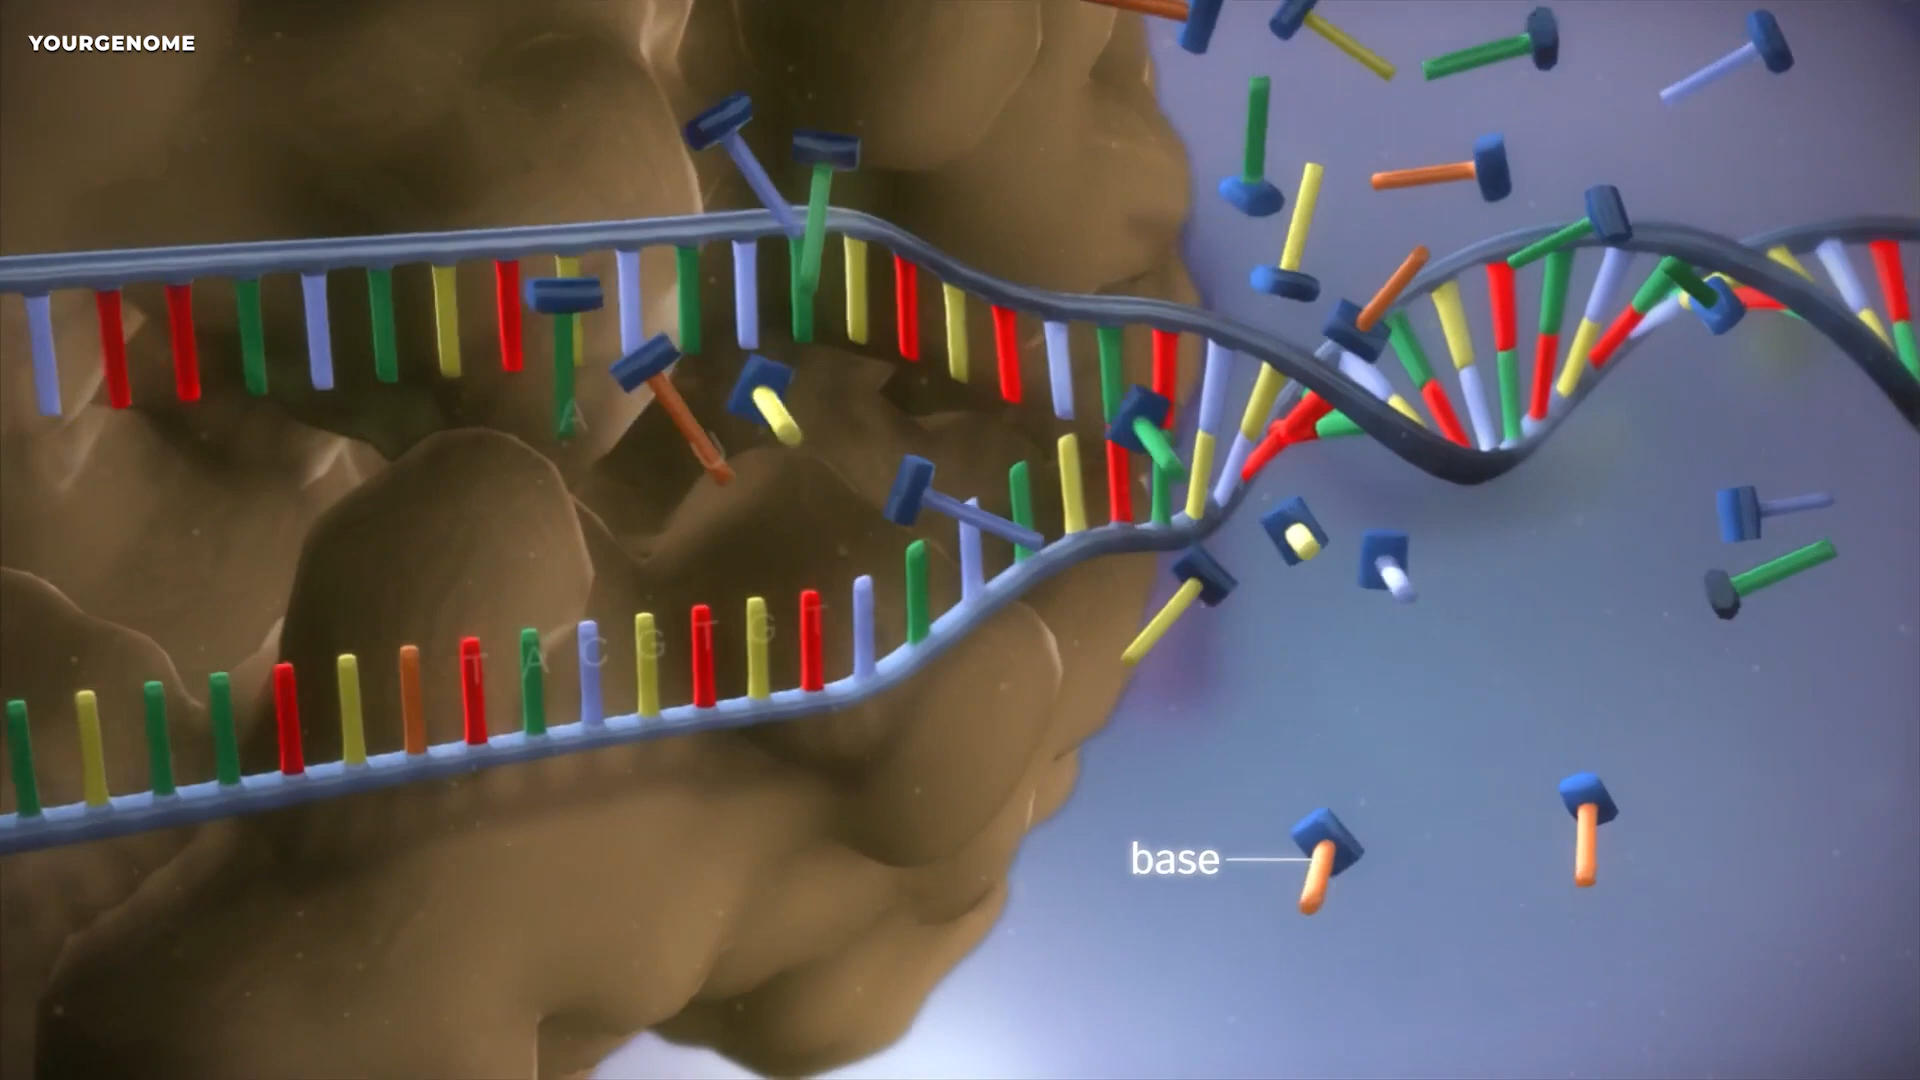 YOURGENOME
A
C
T A C G T G T
base